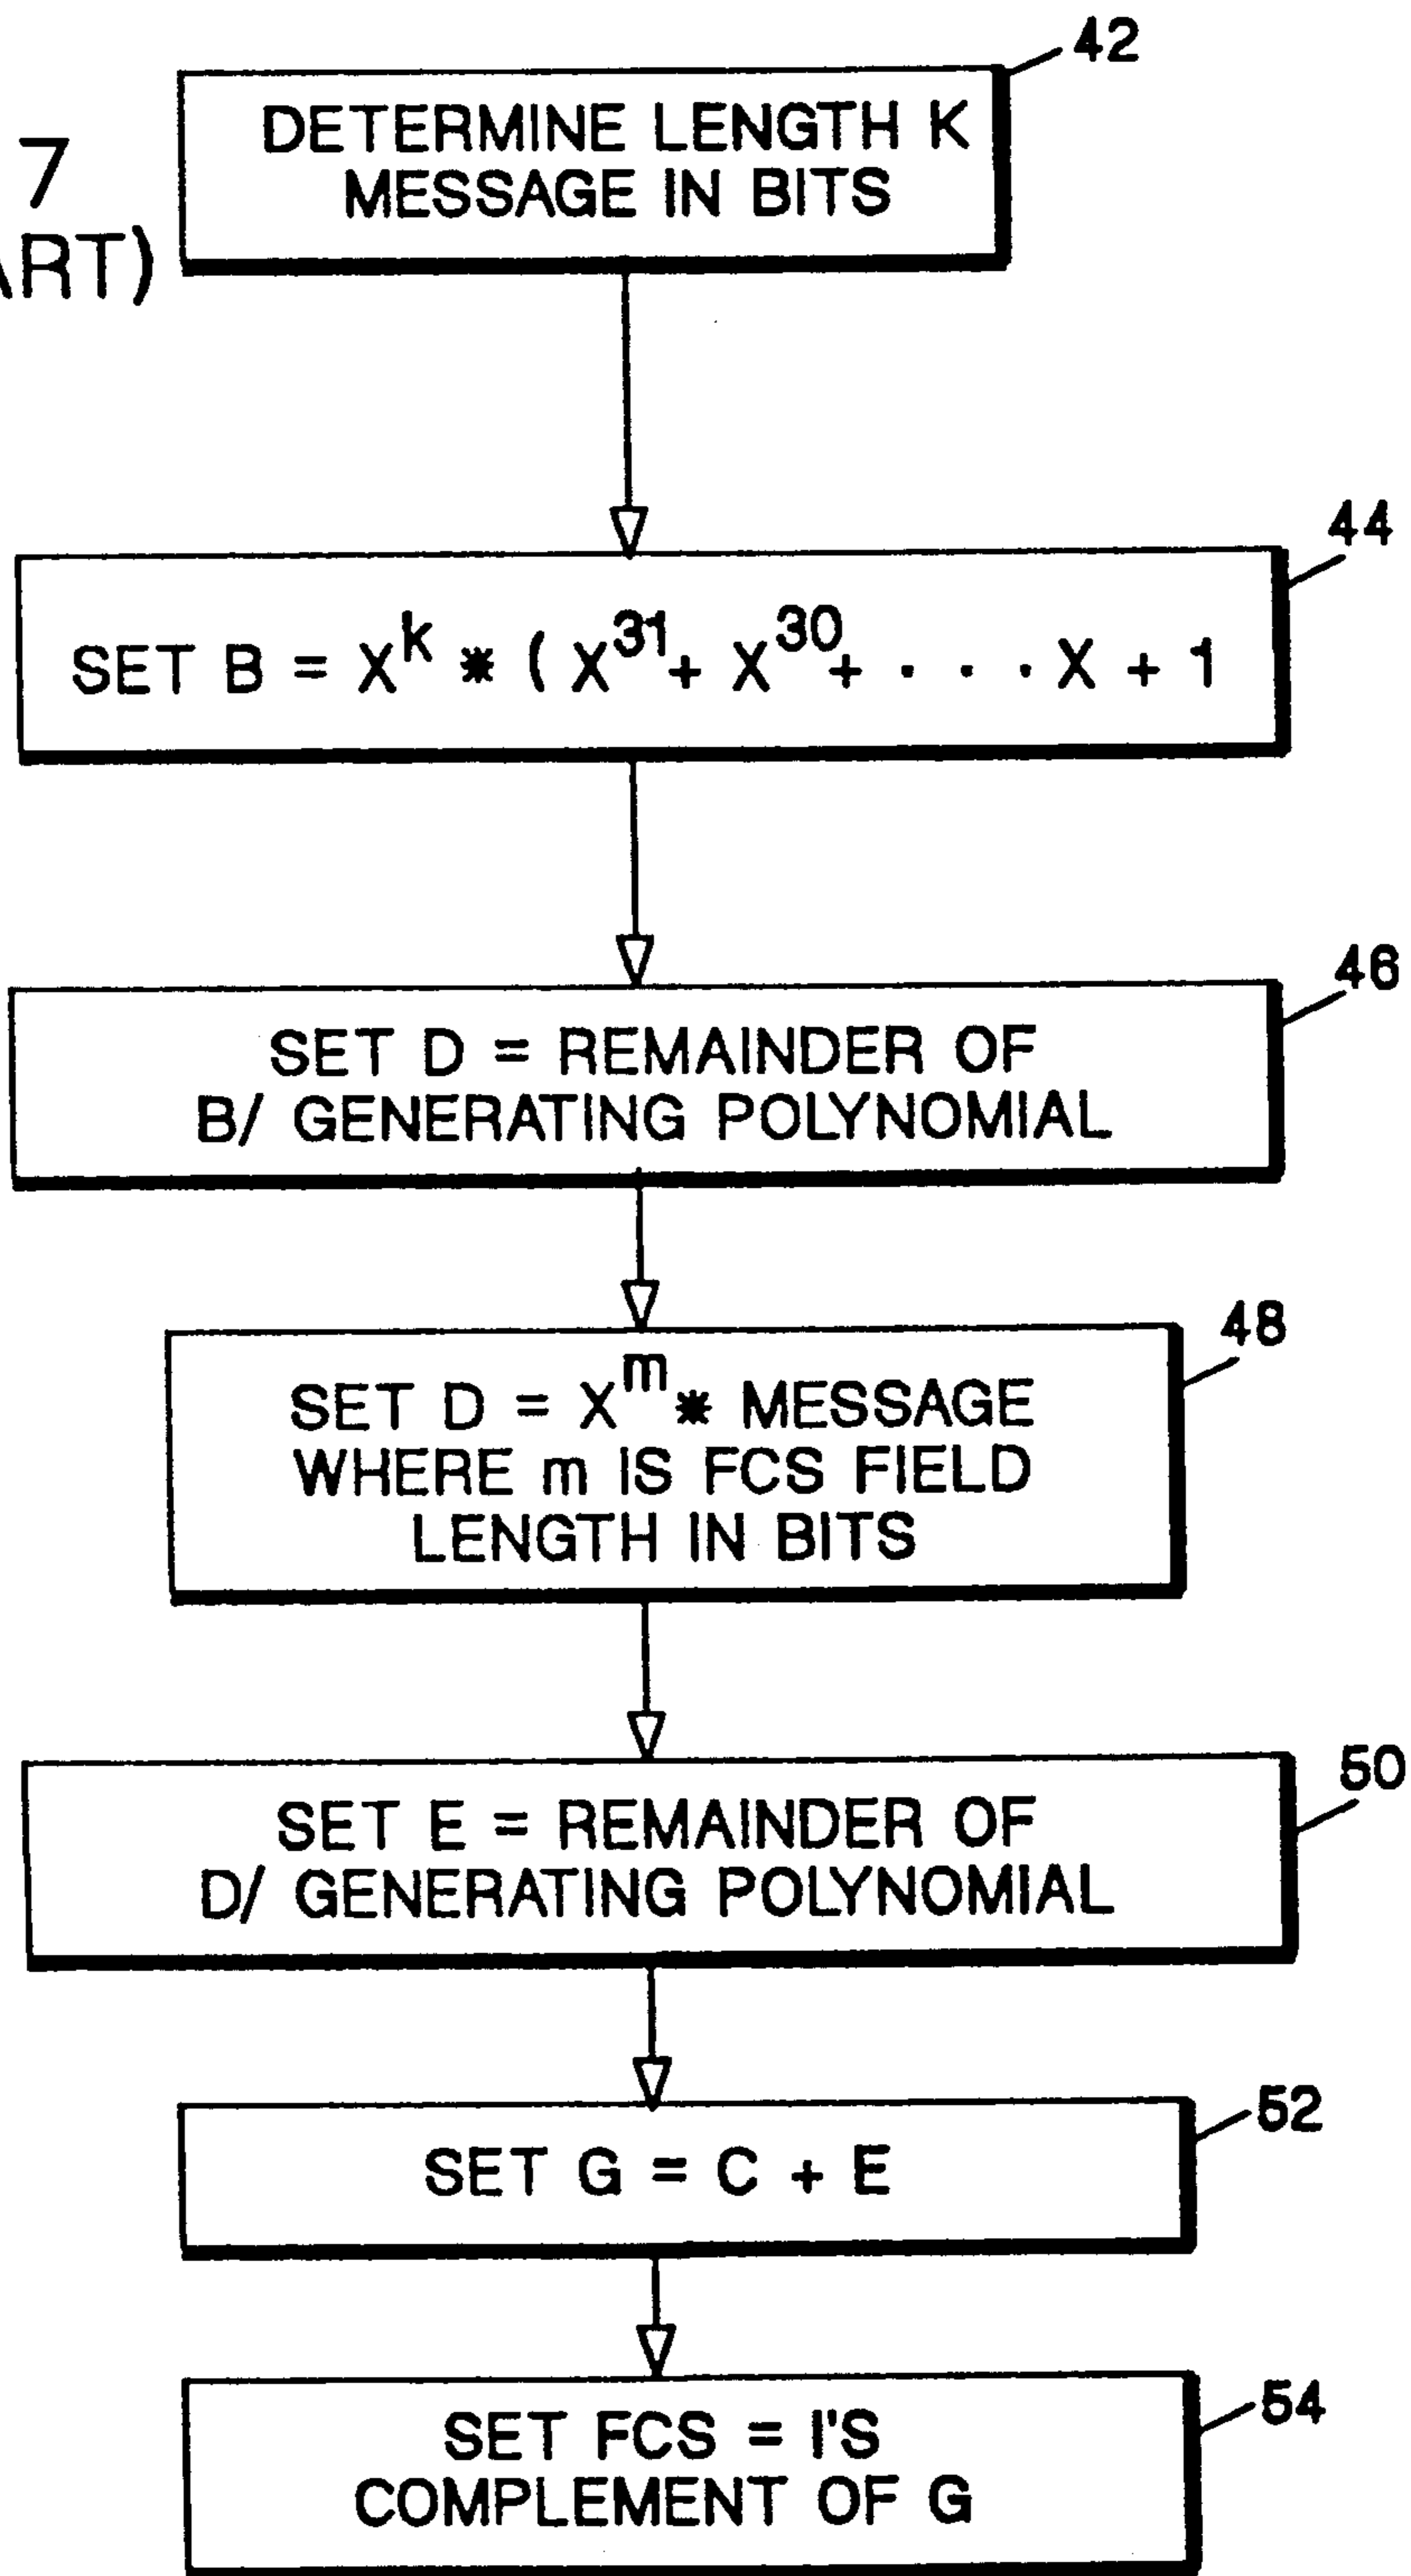 42
DETERMINE LENGTH K
MESSAGE IN BITS
7
ART)
44
SET B = X^k * ( X^31 + X^30 + · · · X + 1
46
SET D = REMAINDER OF
B/ GENERATING POLYNOMIAL
48
SET D = X^m * MESSAGE
WHERE m IS FCS FIELD
LENGTH IN BITS
50
SET E = REMAINDER OF
D/ GENERATING POLYNOMIAL
52
SET G = C + E
54
SET FCS = I'S
COMPLEMENT OF G